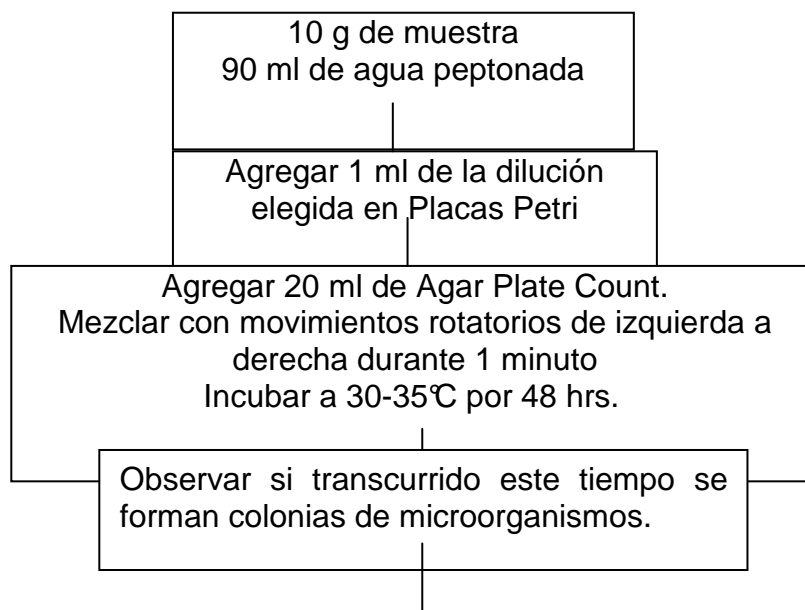 10 g de muestra
90 ml de agua peptonada
Agregar 1 ml de la dilución
elegida en Placas Petri
Agregar 20 ml de Agar Plate Count.
Mezclar con movimientos rotatorios de izquierda a
derecha durante 1 minuto
Incubar a 30-35°C por 48 hrs.
Observar si transcurrido este tiempo se
forman colonias de microorganismos.